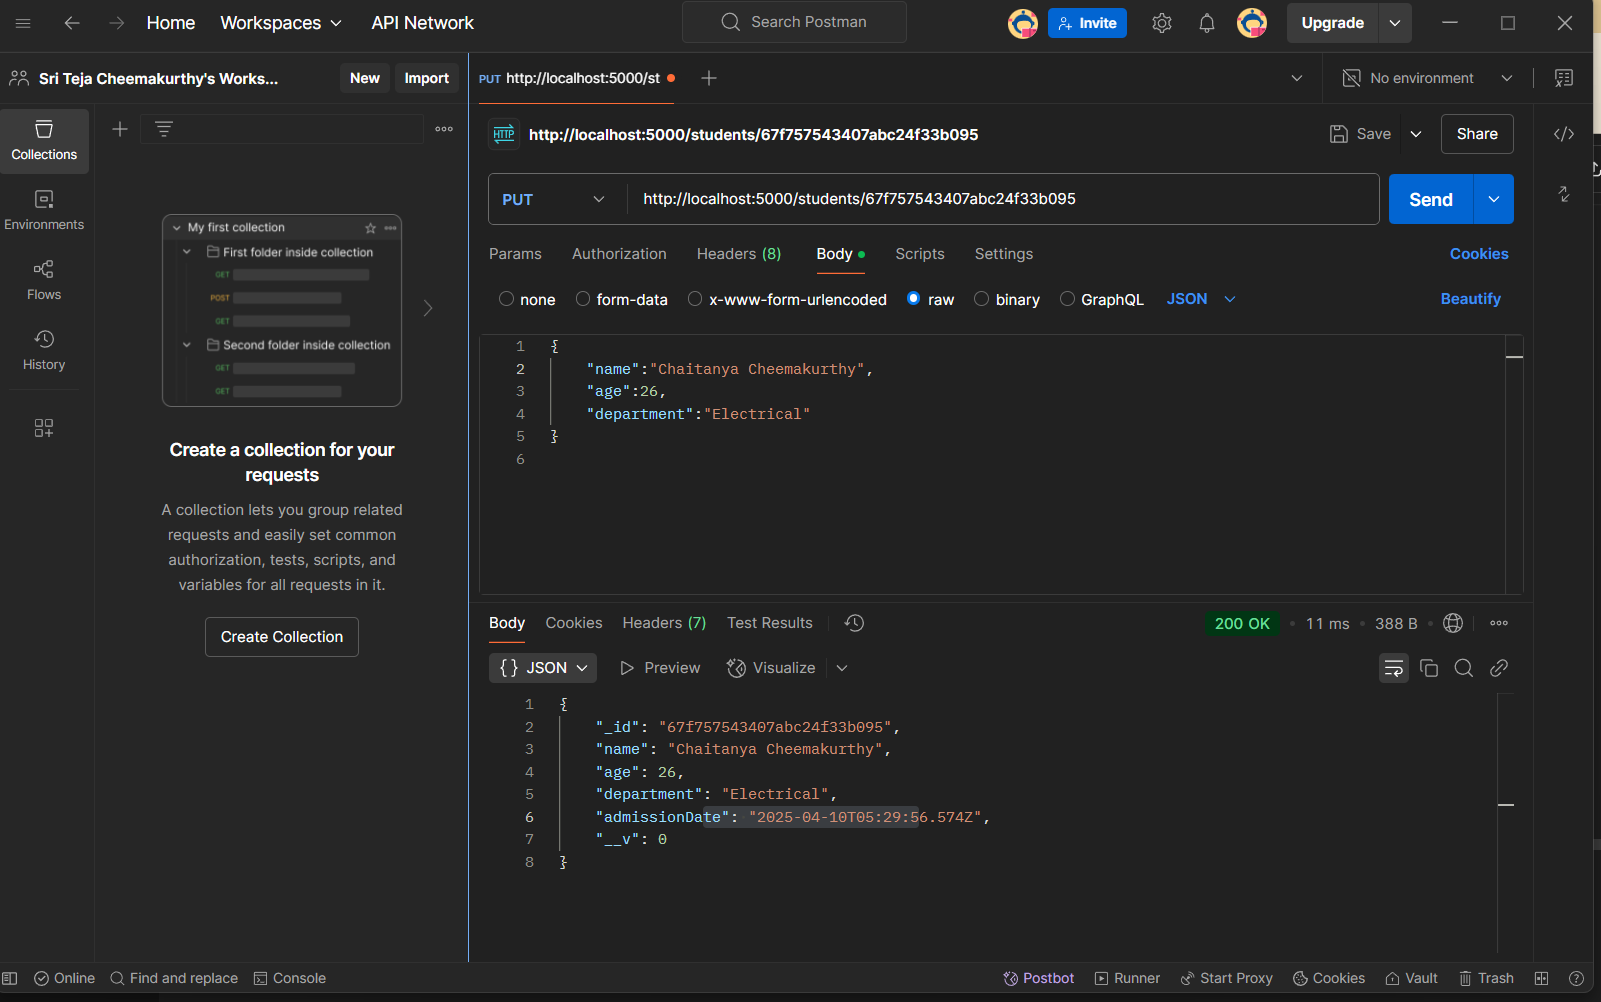 Home Workspaces API Network Search Postman Invite Upgrade
Sri Teja Cheemakurthy's Works... New Import
PUT http://localhost:5000/st No environment
Collections
Environments
Flows
History
My first collection
First folder inside collection
GET
POST
GET
Second folder inside collection
GET
GET
Create a collection for your
requests
A collection lets you group related
requests and easily set common
authorization, tests, scripts, and
variables for all requests in it.
Create Collection
HTTP http://localhost:5000/students/67f757543407abc24f33b095 Save Share
PUT http://localhost:5000/students/67f757543407abc24f33b095 Send
Params Authorization Headers (8) Body Scripts Settings Cookies
none form-data x-www-form-urlencoded raw binary GraphQL JSON Beautify
1 {
2 "name":"Chaitanya Cheemakurthy",
3 "age":26,
4 "department":"Electrical"
5 }
6
Body Cookies Headers (7) Test Results 200 OK • 11 ms • 388 B •
{} JSON Preview Visualize
1 {
2 "_id": "67f757543407abc24f33b095",
3 "name": "Chaitanya Cheemakurthy",
4 "age": 26,
5 "department": "Electrical",
6 "admissionDate": "2025-04-10T05:29:56.574Z",
7 "__v": 0
8 }
Online Find and replace Console Postbot Runner Start Proxy Cookies Vault Trash